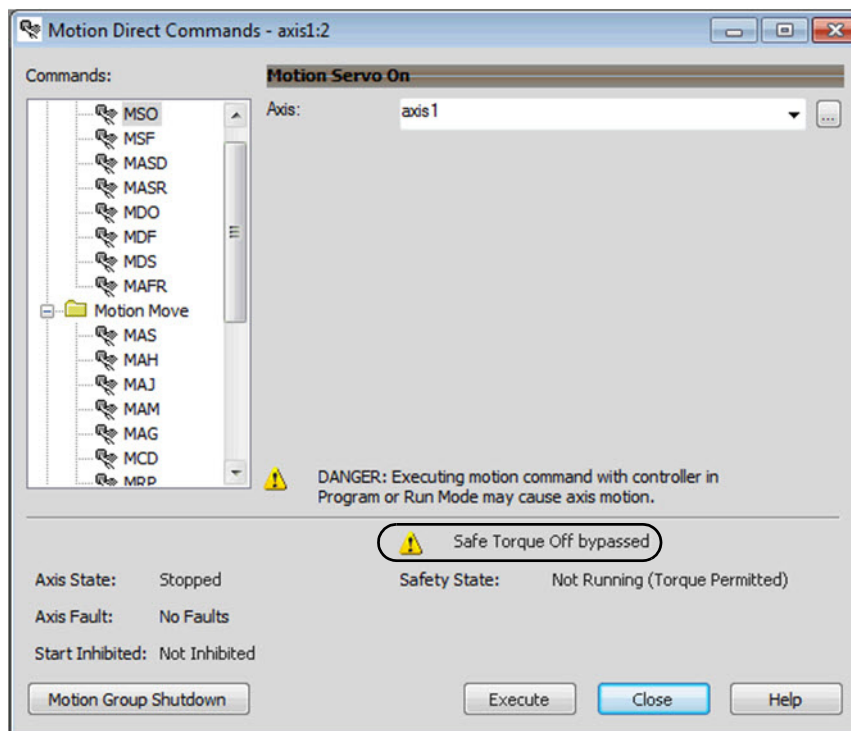 Motion Direct Commands - axis1:2
Commands:
Motion Servo On
MSO
MSF
MASD
MASR
MDO
MDF
MDS
MAFR
Motion Move
MAS
MAH
MAJ
MAM
MAG
MCD
MRP
Axis:
axis1
...
DANGER: Executing motion command with controller in
Program or Run Mode may cause axis motion.
Safe Torque Off bypassed
Axis State: Stopped
Safety State: Not Running (Torque Permitted)
Axis Fault: No Faults
Start Inhibited: Not Inhibited
Motion Group Shutdown
Execute
Close
Help